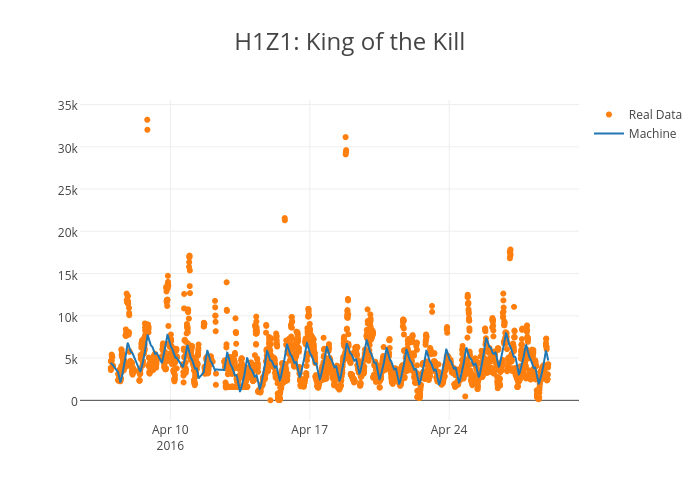 H1Z1: King of the Kill
35k
30k
25k
20k
15k
10k
5k
0
Apr 10
2016
Apr 17
Apr 24
Real Data
Machine